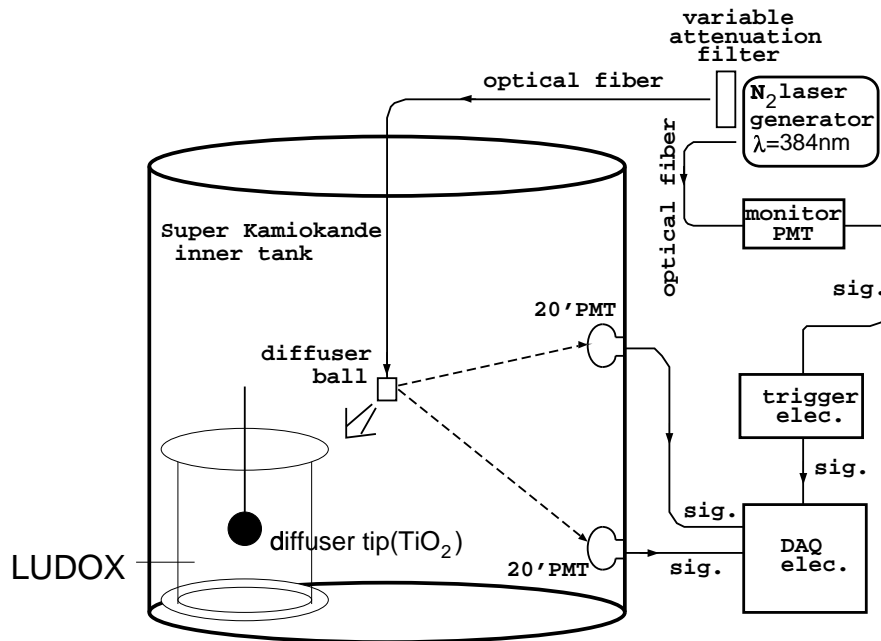 variable
attenuation
filter
optical fiber
N2 laser
generator
λ=384nm
optical fiber
monitor
PMT
Super Kamiokande
inner tank
sig.
20'PMT
diffuser
ball
trigger
elec.
sig.
sig.
diffuser tip(TiO2)
DAQ
elec.
LUDOX
20'PMT
sig.